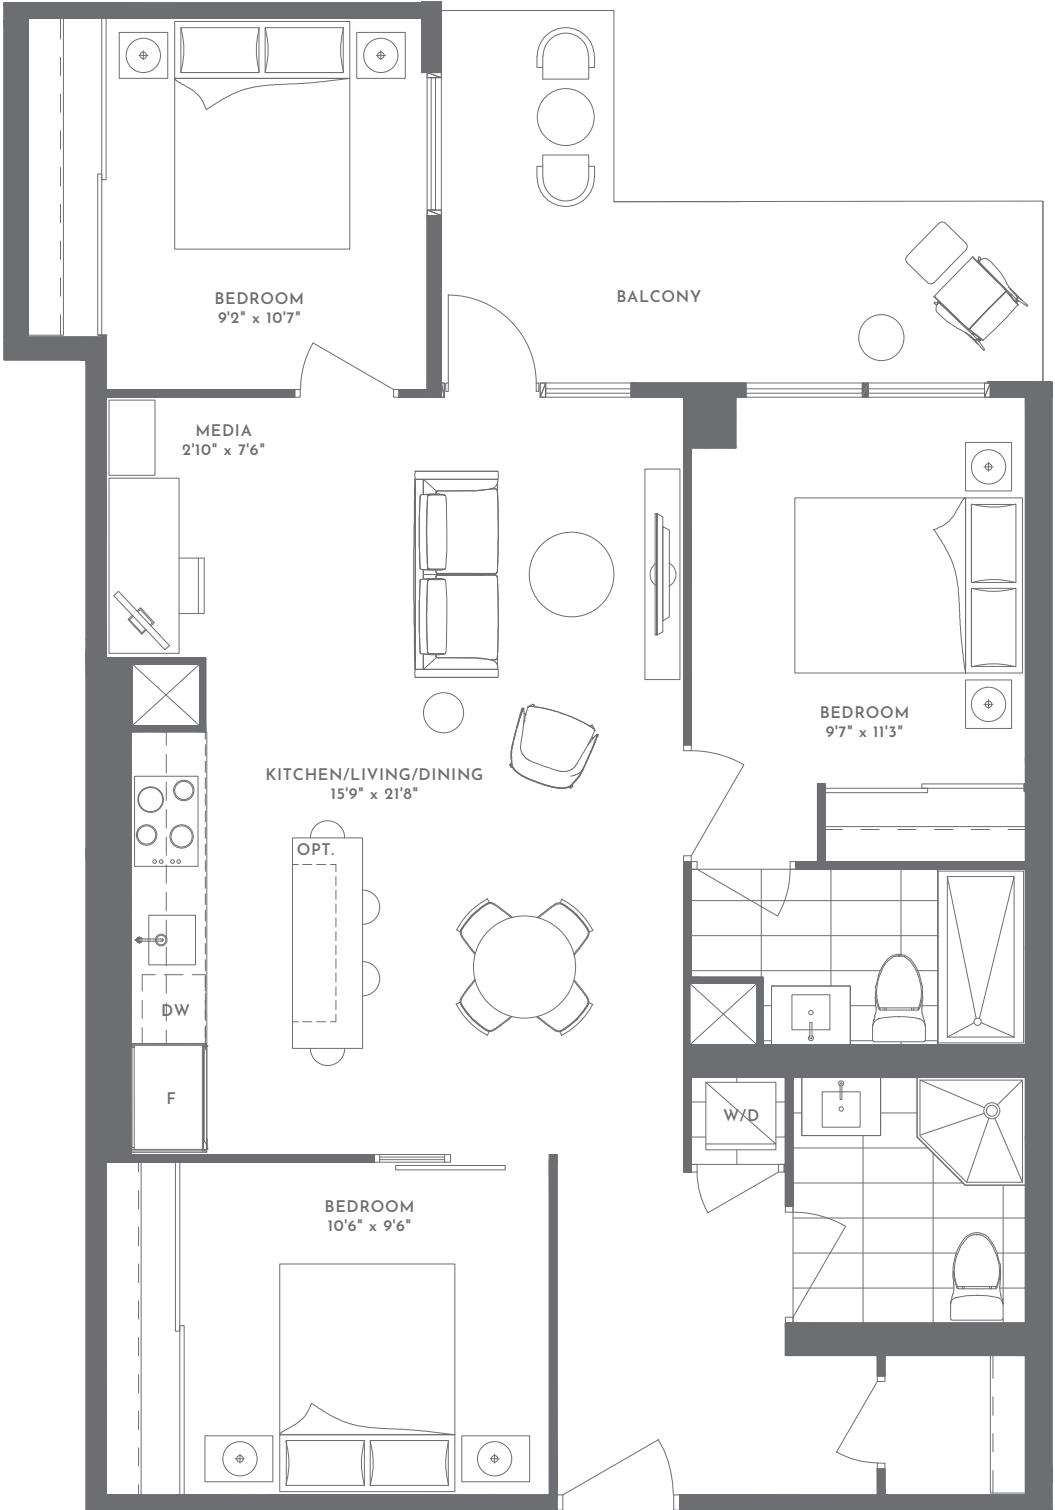 BEDROOM
9'2" x 10'7"
BALCONY
MEDIA
2'10" x 7'6"
BEDROOM
9'7" x 11'3"
KITCHEN/LIVING/DINING
15'9" x 21'8"
OPT.
DW
F
W/D
BEDROOM
10'6" x 9'6"